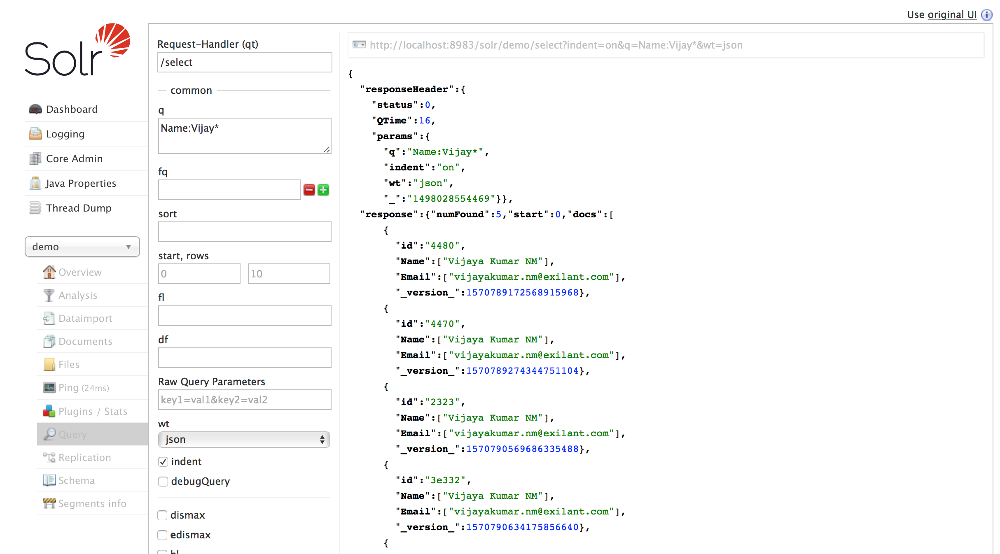 Use original UI
Solr
Dashboard
Logging
Core Admin
Java Properties
Thread Dump
demo
Overview
Analysis
Dataimport
Documents
Files
Ping (24ms)
Plugins / Stats
Query
Replication
Schema
Segments info
Request-Handler (qt)
/select
common
q
Name:Vijay*
fq
sort
start, rows
0 10
fl
df
Raw Query Parameters
key1=val1&key2=val2
wt
json
indent
debugQuery
dismax
edismax
hl
http://localhost:8983/solr/demo/select?indent=on&q=Name:Vijay*&wt=json
{
"responseHeader":{
"status":0,
"QTime":16,
"params":{
"q":"Name:Vijay*",
"indent":"on",
"wt":"json",
"_":"1498028554469"}},
"response":{"numFound":5,"start":0,"docs":[
{
"id":"4480",
"Name":["Vijaya Kumar NM"],
"Email":["vijayakumar.nm@exilant.com"],
"_version_":1570789172568915968},
{
"id":"4470",
"Name":["Vijaya Kumar NM"],
"Email":["vijayakumar.nm@exilant.com"],
"_version_":1570789274344751104},
{
"id":"2323",
"Name":["Vijaya Kumar NM"],
"Email":["vijayakumar.nm@exilant.com"],
"_version_":1570790569686335488},
{
"id":"3e332",
"Name":["Vijaya Kumar NM"],
"Email":["vijayakumar.nm@exilant.com"],
"_version_":1570790634175856640},
{